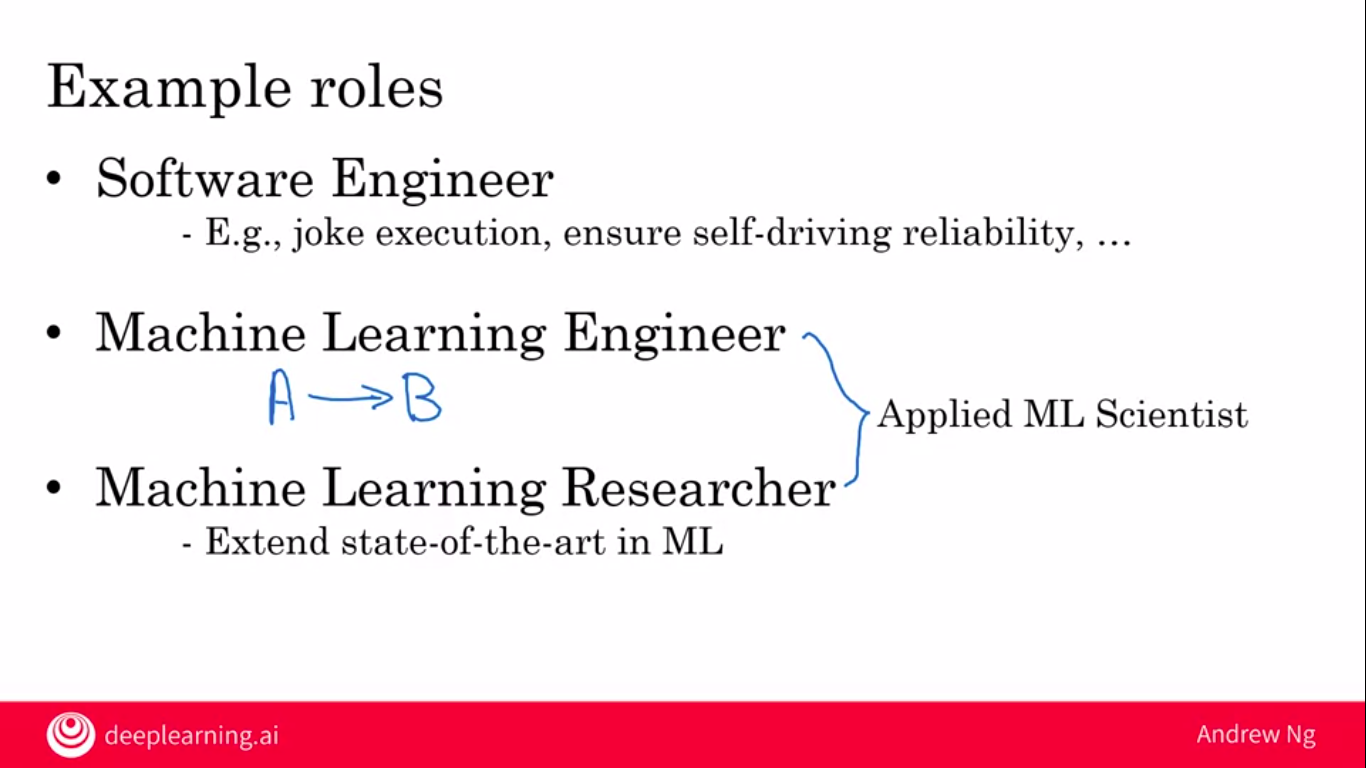 Example roles
• Software Engineer
- E.g., joke execution, ensure self-driving reliability, …
• Machine Learning Engineer
A → B
Applied ML Scientist
• Machine Learning Researcher
- Extend state-of-the-art in ML
deeplearning.ai
Andrew Ng